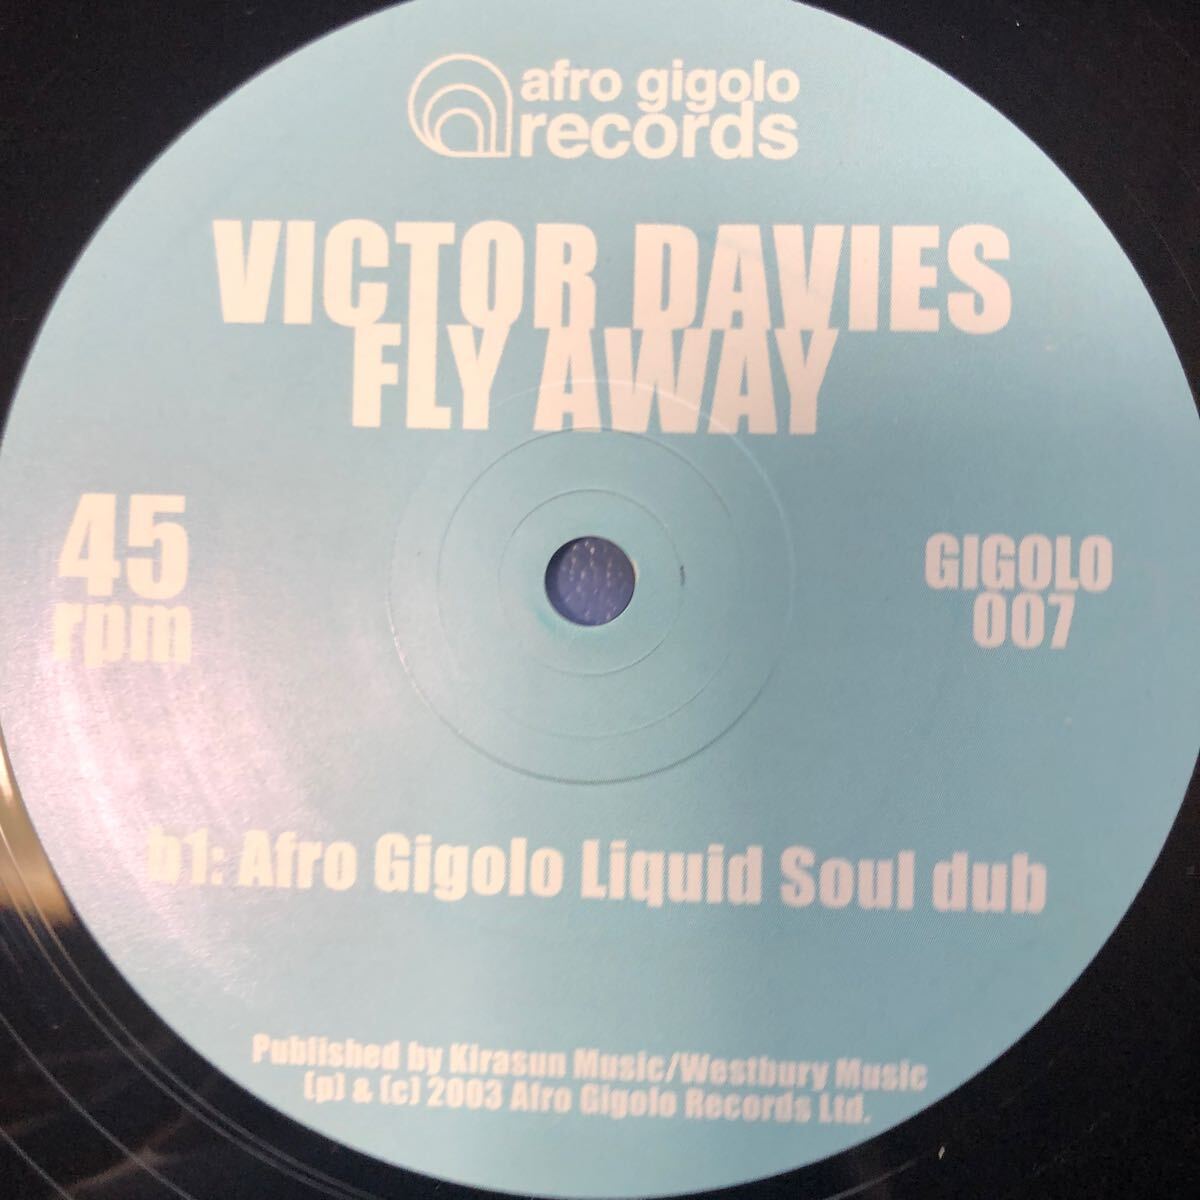 afro gigolo
records
VICTOR DAVIES
FLY AWAY
45
rpm
GIGOLO
007
b1: Afro Gigolo Liquid Soul dub
Published by Kirasun Music/Westbury Music
(p) & (c) 2003 Afro Gigolo Records Ltd.